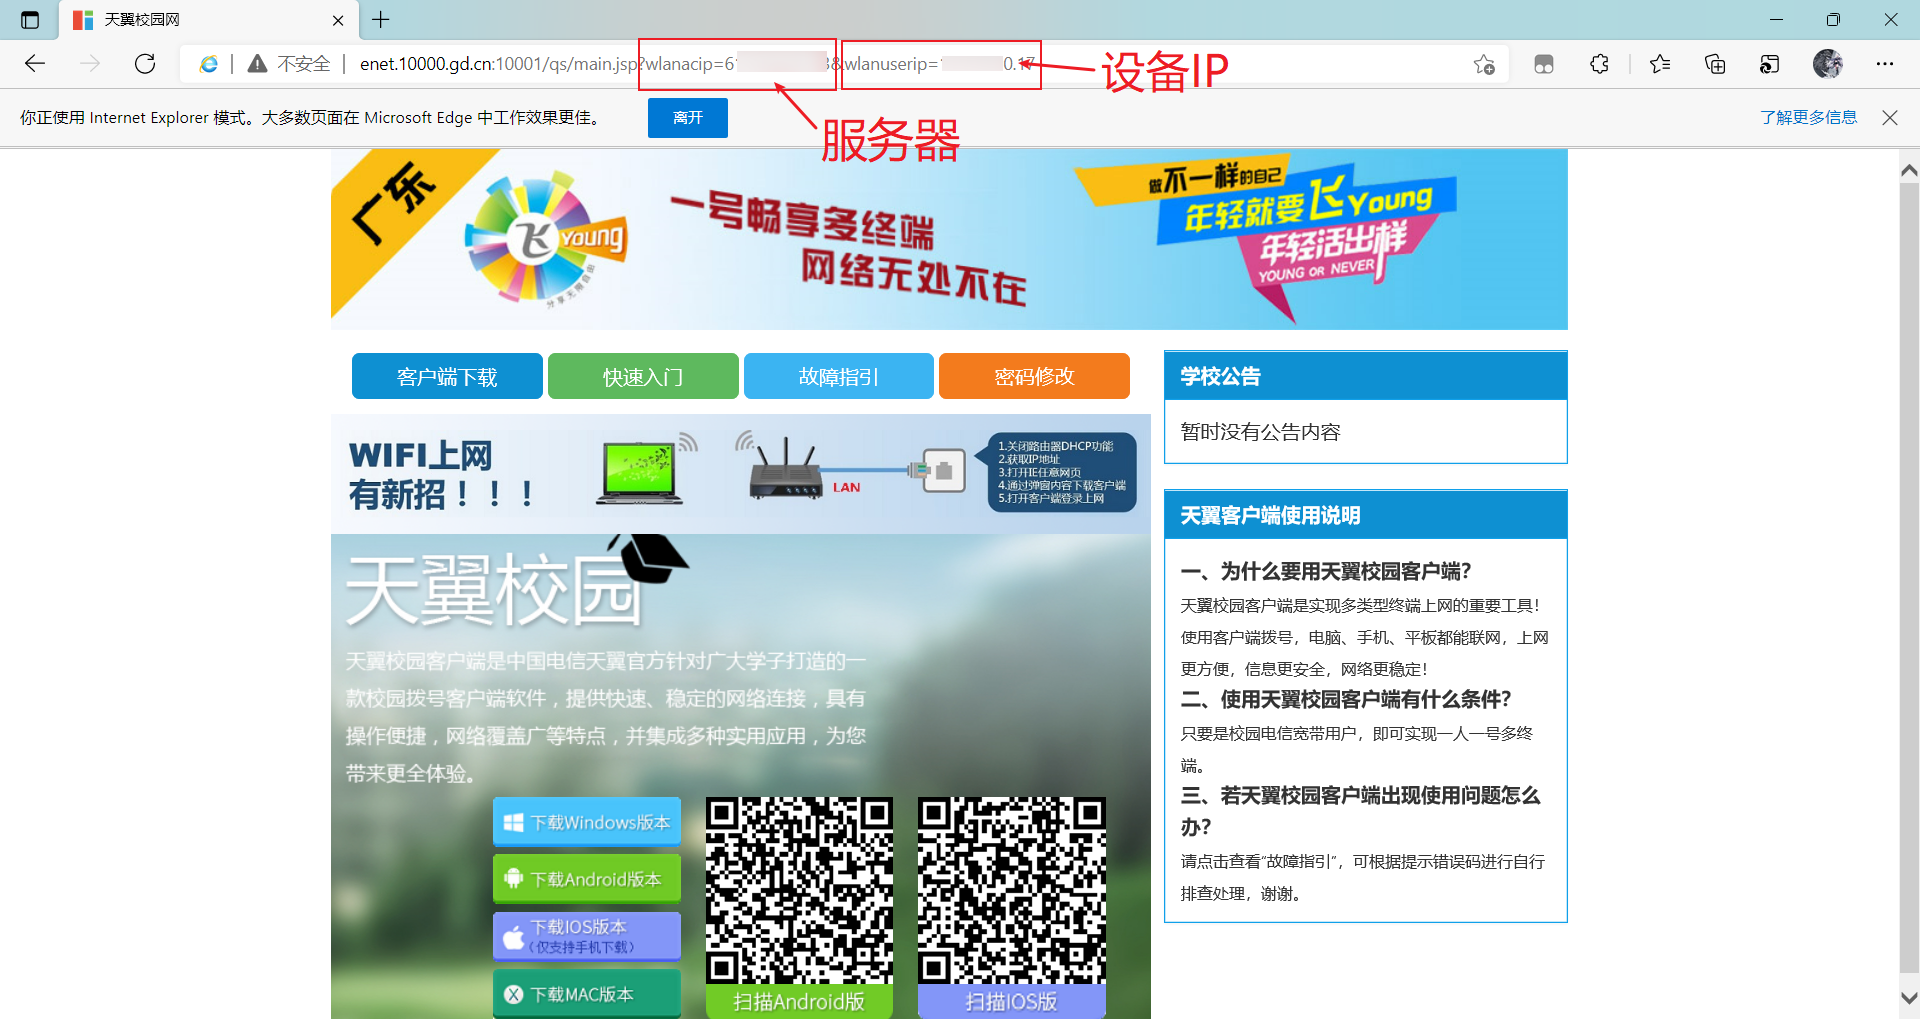 天翼校园网
不安全
enet.10000.gd.cn:10001/qs/main.jsp?wlanacip=6
8&wlanuserip=
0.17
设备IP
服务器
你正使用 Internet Explorer 模式。大多数页面在 Microsoft Edge 中工作效果更佳。
离开
了解更多信息
广东
飞Young
分享无限自由
一号畅享多终端
网络无处不在
做不一样的自己
年轻就要飞Young
年轻活出样
YOUNG OR NEVER
客户端下载
快速入门
故障指引
密码修改
WIFI上网
有新招！！！
LAN
1.关闭路由器DHCP功能
2.获取IP地址
3.打开IE任意网页
4.通过弹窗内容下载客户端
5.打开客户端登录上网
天翼校园
天翼校园客户端是中国电信天翼官方针对广大学子打造的一
款校园拨号客户端软件，提供快速、稳定的网络连接，具有
操作便捷，网络覆盖广等特点，并集成多种实用应用，为您
带来更全体验。
下载Windows版本
下载Android版本
下载IOS版本
（仅支持手机下载）
下载MAC版本
扫描Android版
扫描IOS版
学校公告
暂时没有公告内容
天翼客户端使用说明
一、为什么要用天翼校园客户端？
天翼校园客户端是实现多类型终端上网的重要工具！
使用客户端拨号，电脑、手机、平板都能联网，上网
更方便，信息更安全，网络更稳定！
二、使用天翼校园客户端有什么条件？
只要是校园电信宽带用户，即可实现一人一号多终
端。
三、若天翼校园客户端出现使用问题怎么
办？
请点击查看“故障指引”，可根据提示错误码进行自行
排查处理，谢谢。